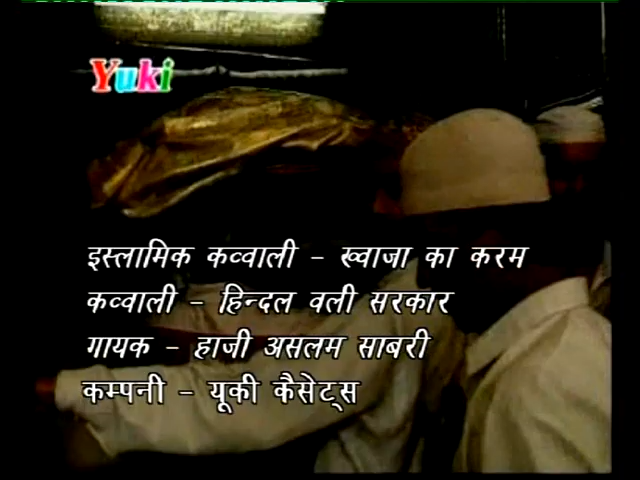 Yuki
इस्लामिक कव्वाली - ख्वाजा का करम
कव्वाली - हिन्दल वली सरकार
गायक - हाजी असलम साबरी
कम्पनी - यूकी कैसेट्स